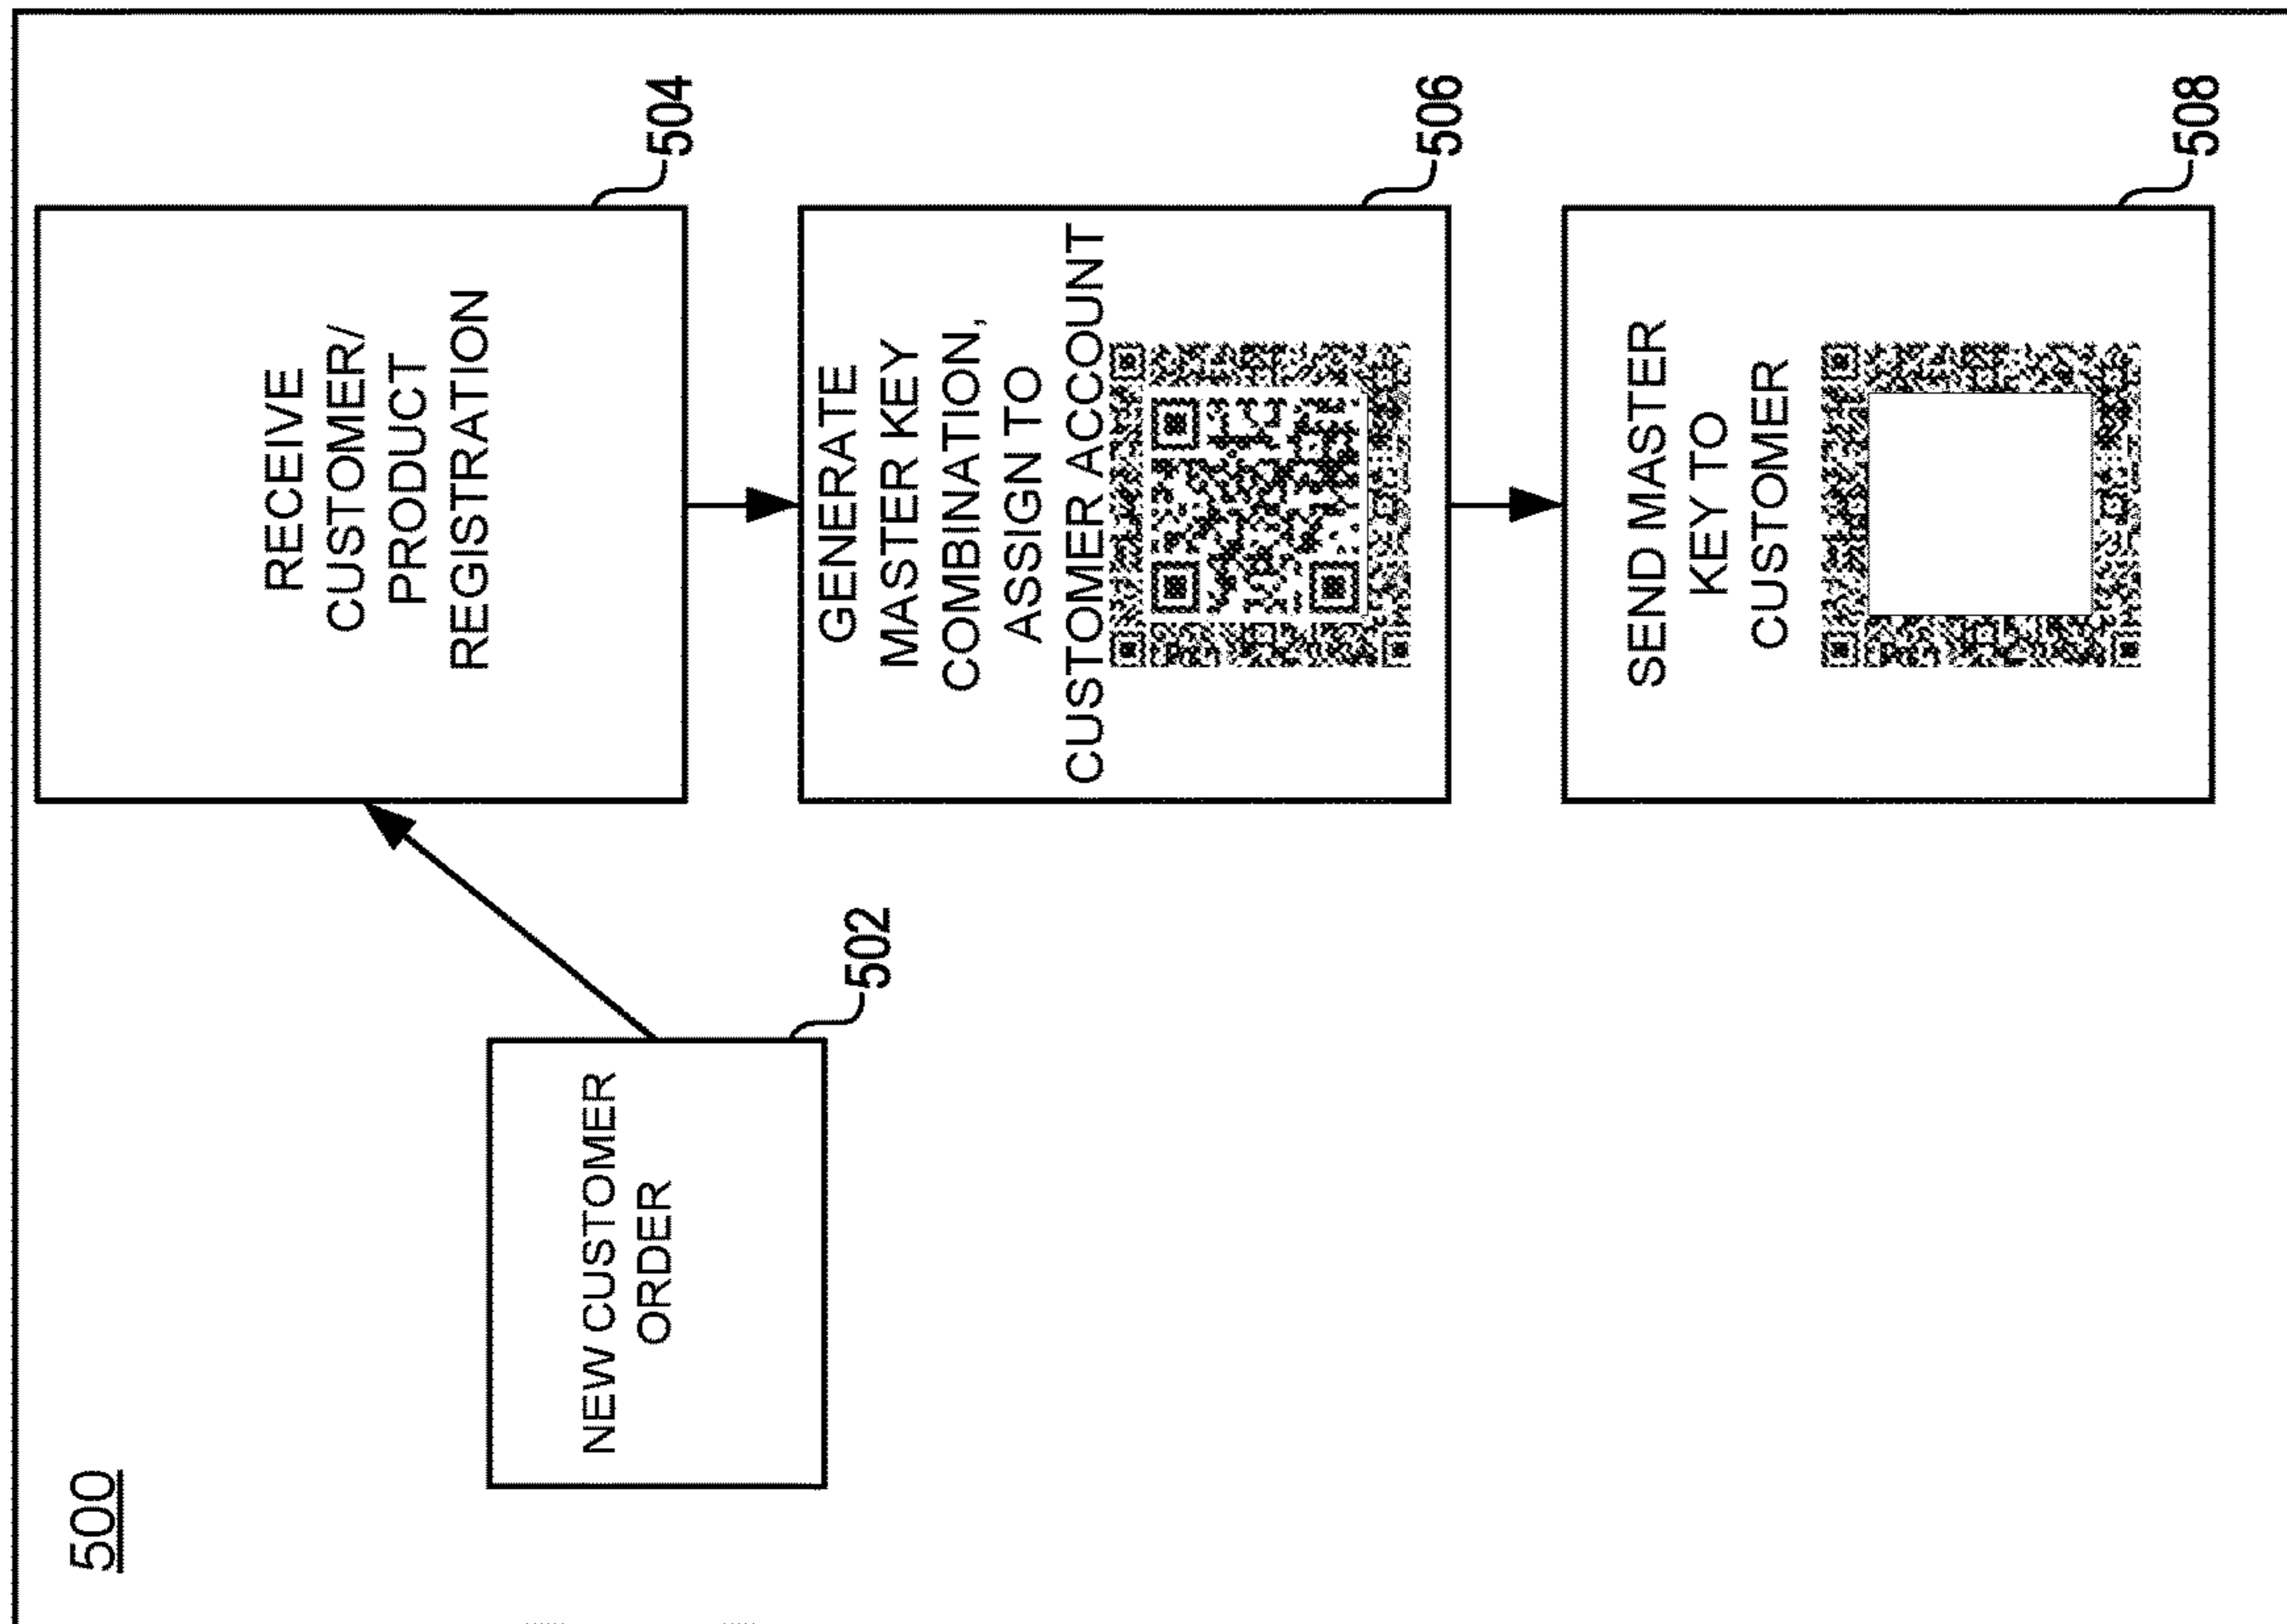 500
NEW CUSTOMER
ORDER
502
RECEIVE
CUSTOMER/
PRODUCT
REGISTRATION
504
GENERATE
MASTER KEY
COMBINATION,
ASSIGN TO
CUSTOMER ACCOUNT
506
SEND MASTER
KEY TO
CUSTOMER
508